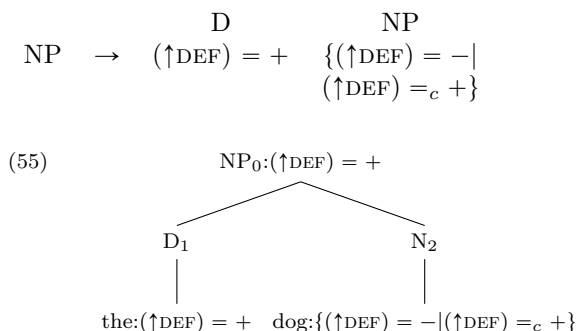 D NP
NP → (↑DEF) = + {(↑DEF) = −|
(↑DEF) =c +}
(55) NP₀:(↑DEF) = +
D₁ N₂
the:(↑DEF) = + dog:{(↑DEF) = −|(↑DEF) =c +}